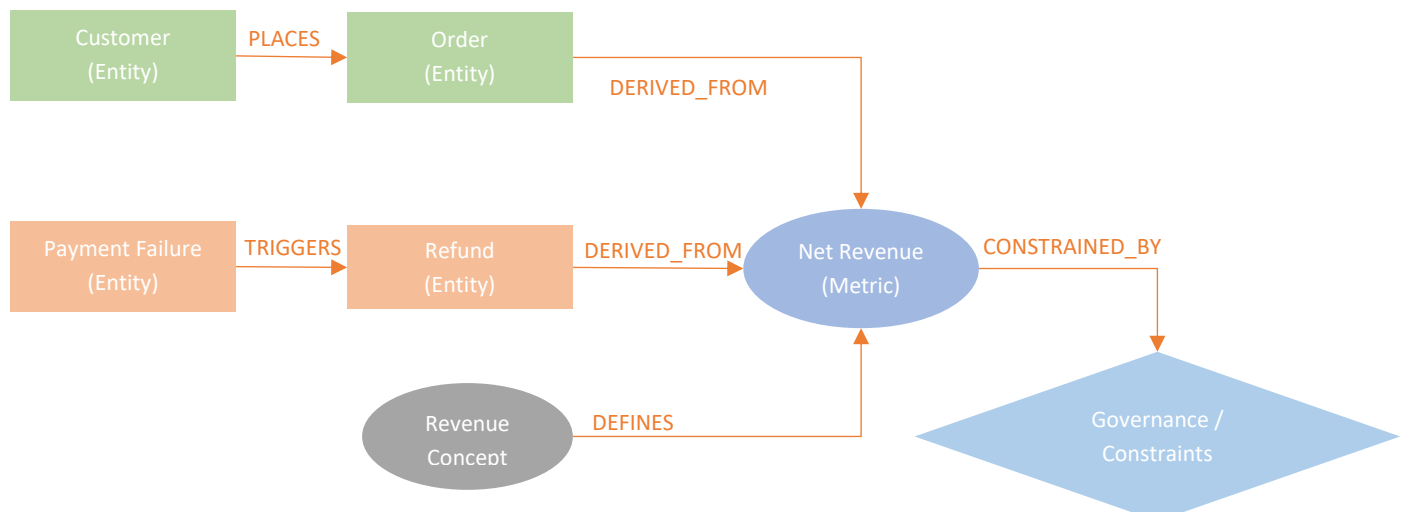 Customer
(Entity)
PLACES
Order
(Entity)
DERIVED_FROM
Payment Failure
(Entity)
TRIGGERS
Refund
(Entity)
DERIVED_FROM
Net Revenue
(Metric)
CONSTRAINED_BY
Revenue
Concept
DEFINES
Governance /
Constraints